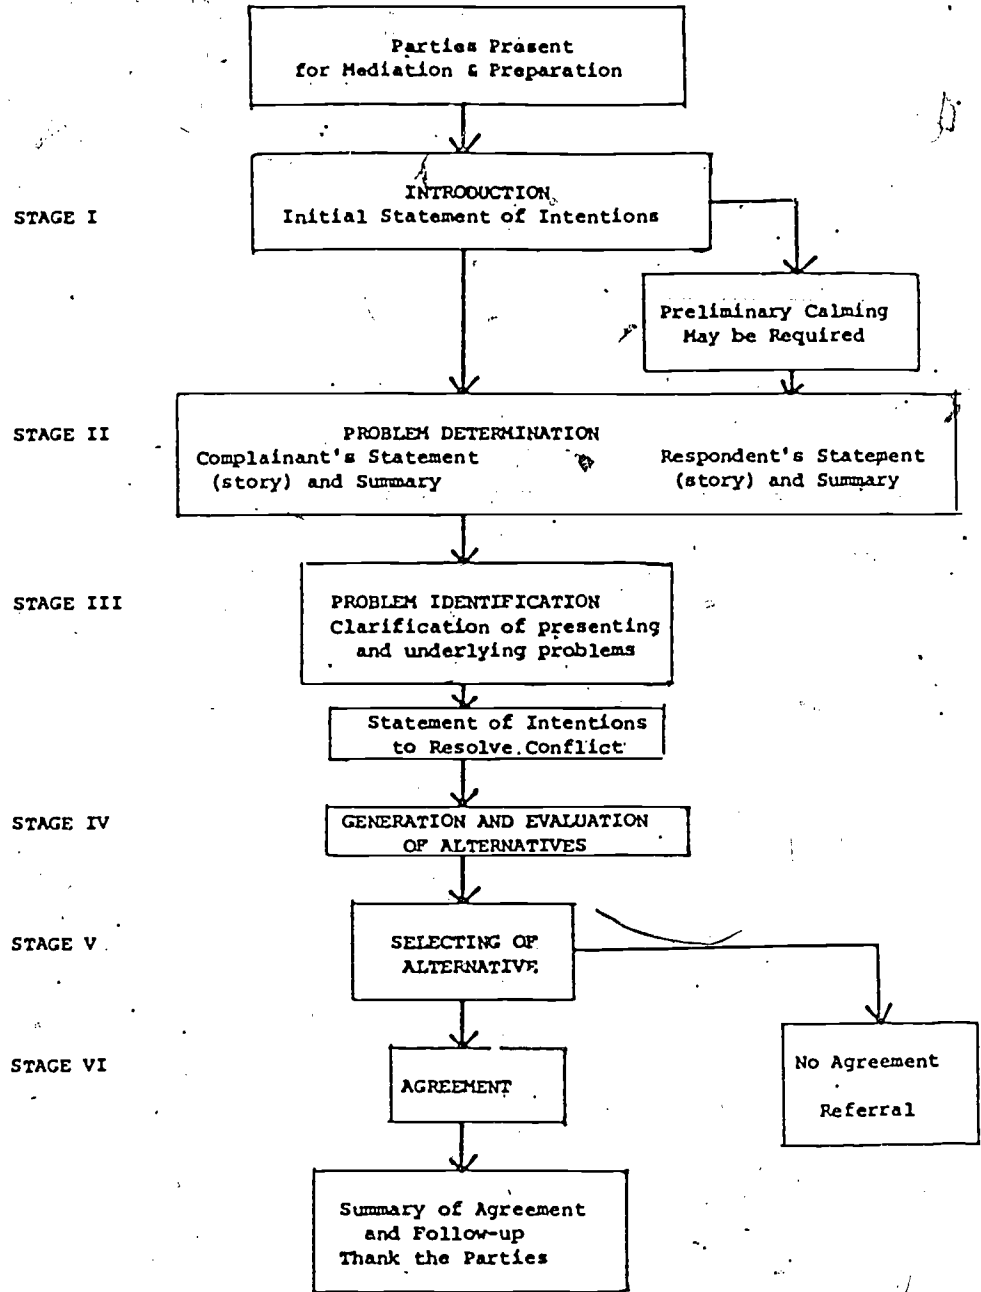 Parties Present
for Mediation & Preparation
STAGE I
INTRODUCTION
Initial Statement of Intentions
Preliminary Calming
May be Required
STAGE II
PROBLEM DETERMINATION
Complainant's Statement
(story) and Summary
Respondent's Statement
(story) and Summary
STAGE III
PROBLEM IDENTIFICATION
Clarification of presenting
and underlying problems
Statement of Intentions
to Resolve Conflict
STAGE IV
GENERATION AND EVALUATION
OF ALTERNATIVES
STAGE V
SELECTING OF
ALTERNATIVE
STAGE VI
AGREEMENT
No Agreement
Referral
Summary of Agreement
and Follow-up
Thank the Parties